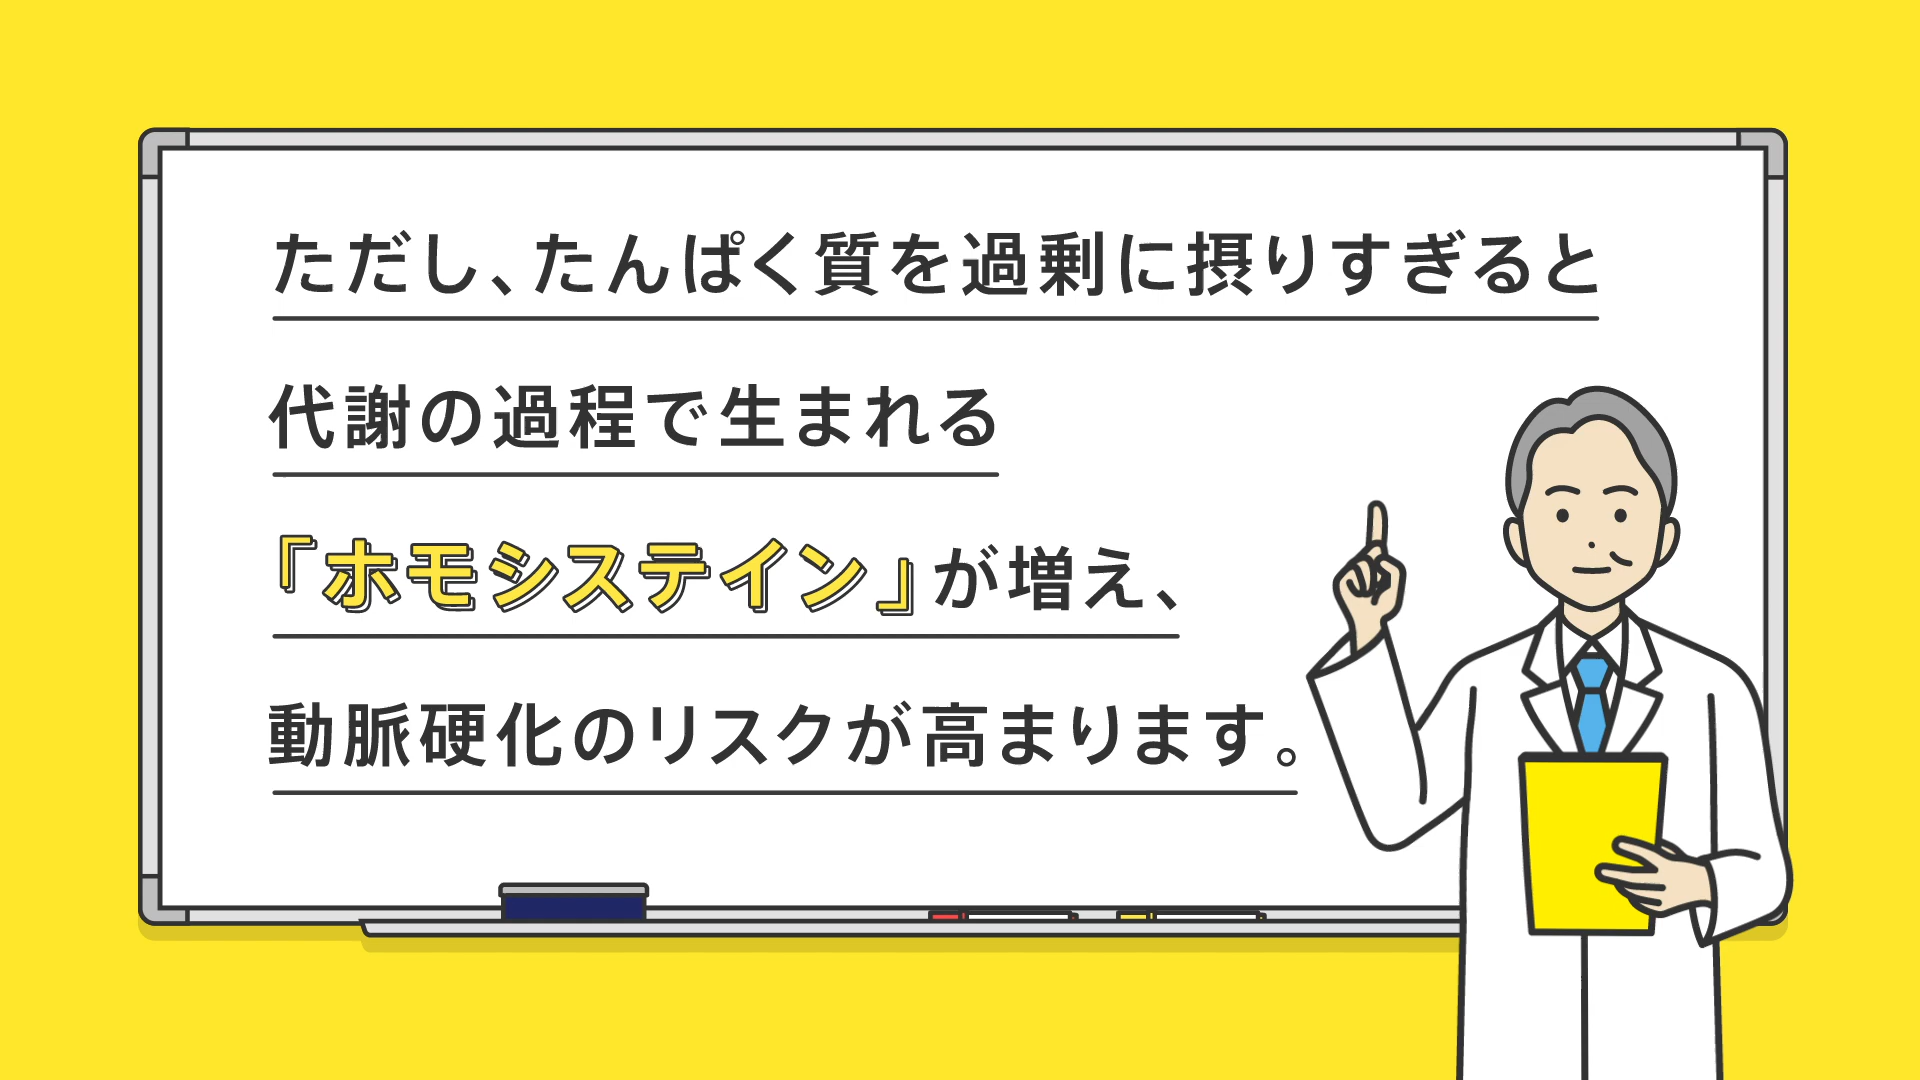 ただし、たんぱく質を過剰に摂りすぎると
代謝の過程で生まれる
「ホモシステイン」が増え、
動脈硬化のリスクが高まります。